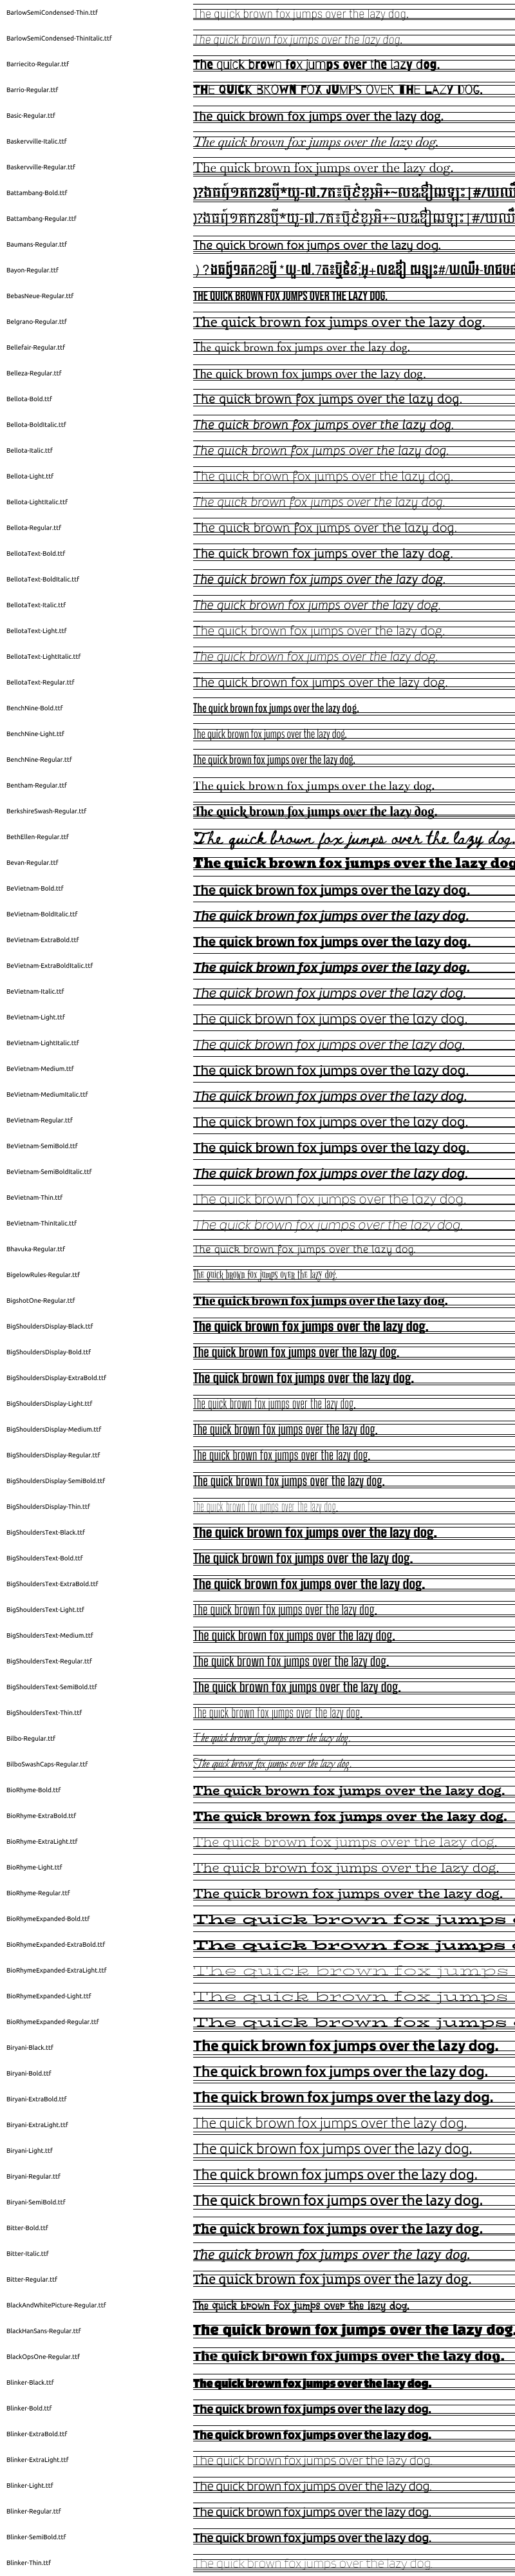 BarlowSemiCondensed-Thin.ttf The quick brown fox jumps over the lazy dog.
BarlowSemiCondensed-ThinItalic.ttf The quick brown fox jumps over the lazy dog.
Barriecito-Regular.ttf The quick brown fox jumps over the lazy dog.
Barrio-Regular.ttf THE QUICK BROWN FOX JUMPS OVER THE LAZY DOG.
Basic-Regular.ttf The quick brown fox jumps over the lazy dog.
Baskervville-Italic.ttf The quick brown fox jumps over the lazy dog.
Baskervville-Regular.ttf The quick brown fox jumps over the lazy dog.
Battambang-Bold.ttf
Battambang-Regular.ttf
Baumans-Regular.ttf The quick brown fox jumps over the lazy dog.
Bayon-Regular.ttf
BebasNeue-Regular.ttf THE QUICK BROWN FOX JUMPS OVER THE LAZY DOG.
Belgrano-Regular.ttf The quick brown fox jumps over the lazy dog.
Bellefair-Regular.ttf The quick brown fox jumps over the lazy dog.
Belleza-Regular.ttf The quick brown fox jumps over the lazy dog.
Bellota-Bold.ttf The quick brown fox jumps over the lazy dog.
Bellota-BoldItalic.ttf The quick brown fox jumps over the lazy dog.
Bellota-Italic.ttf The quick brown fox jumps over the lazy dog.
Bellota-Light.ttf The quick brown fox jumps over the lazy dog.
Bellota-LightItalic.ttf The quick brown fox jumps over the lazy dog.
Bellota-Regular.ttf The quick brown fox jumps over the lazy dog.
BellotaText-Bold.ttf The quick brown fox jumps over the lazy dog.
BellotaText-BoldItalic.ttf The quick brown fox jumps over the lazy dog.
BellotaText-Italic.ttf The quick brown fox jumps over the lazy dog.
BellotaText-Light.ttf The quick brown fox jumps over the lazy dog.
BellotaText-LightItalic.ttf The quick brown fox jumps over the lazy dog.
BellotaText-Regular.ttf The quick brown fox jumps over the lazy dog.
BenchNine-Bold.ttf The quick brown fox jumps over the lazy dog.
BenchNine-Light.ttf The quick brown fox jumps over the lazy dog.
BenchNine-Regular.ttf The quick brown fox jumps over the lazy dog.
Bentham-Regular.ttf The quick brown fox jumps over the lazy dog.
BerkshireSwash-Regular.ttf The quick brown fox jumps over the lazy dog.
BethEllen-Regular.ttf The quick brown fox jumps over the lazy dog.
Bevan-Regular.ttf The quick brown fox jumps over the lazy dog
BeVietnam-Bold.ttf The quick brown fox jumps over the lazy dog.
BeVietnam-BoldItalic.ttf The quick brown fox jumps over the lazy dog.
BeVietnam-ExtraBold.ttf The quick brown fox jumps over the lazy dog.
BeVietnam-ExtraBoldItalic.ttf The quick brown fox jumps over the lazy dog.
BeVietnam-Italic.ttf The quick brown fox jumps over the lazy dog.
BeVietnam-Light.ttf The quick brown fox jumps over the lazy dog.
BeVietnam-LightItalic.ttf The quick brown fox jumps over the lazy dog.
BeVietnam-Medium.ttf The quick brown fox jumps over the lazy dog.
BeVietnam-MediumItalic.ttf The quick brown fox jumps over the lazy dog.
BeVietnam-Regular.ttf The quick brown fox jumps over the lazy dog.
BeVietnam-SemiBold.ttf The quick brown fox jumps over the lazy dog.
BeVietnam-SemiBoldItalic.ttf The quick brown fox jumps over the lazy dog.
BeVietnam-Thin.ttf The quick brown fox jumps over the lazy dog.
BeVietnam-ThinItalic.ttf The quick brown fox jumps over the lazy dog.
Bhavuka-Regular.ttf The quick brown fox jumps over the lazy dog.
BigelowRules-Regular.ttf The quick brown fox jumps over the lazy dog.
BigshotOne-Regular.ttf The quick brown fox jumps over the lazy dog.
BigShouldersDisplay-Black.ttf The quick brown fox jumps over the lazy dog.
BigShouldersDisplay-Bold.ttf The quick brown fox jumps over the lazy dog.
BigShouldersDisplay-ExtraBold.ttf The quick brown fox jumps over the lazy dog.
BigShouldersDisplay-Light.ttf The quick brown fox jumps over the lazy dog.
BigShouldersDisplay-Medium.ttf The quick brown fox jumps over the lazy dog.
BigShouldersDisplay-Regular.ttf The quick brown fox jumps over the lazy dog.
BigShouldersDisplay-SemiBold.ttf The quick brown fox jumps over the lazy dog.
BigShouldersDisplay-Thin.ttf The quick brown fox jumps over the lazy dog.
BigShouldersText-Black.ttf The quick brown fox jumps over the lazy dog.
BigShouldersText-Bold.ttf The quick brown fox jumps over the lazy dog.
BigShouldersText-ExtraBold.ttf The quick brown fox jumps over the lazy dog.
BigShouldersText-Light.ttf The quick brown fox jumps over the lazy dog.
BigShouldersText-Medium.ttf The quick brown fox jumps over the lazy dog.
BigShouldersText-Regular.ttf The quick brown fox jumps over the lazy dog.
BigShouldersText-SemiBold.ttf The quick brown fox jumps over the lazy dog.
BigShouldersText-Thin.ttf The quick brown fox jumps over the lazy dog.
Bilbo-Regular.ttf The quick brown fox jumps over the lazy dog.
BilboSwashCaps-Regular.ttf The quick brown fox jumps over the lazy dog.
BioRhyme-Bold.ttf The quick brown fox jumps over the lazy dog.
BioRhyme-ExtraBold.ttf The quick brown fox jumps over the lazy dog.
BioRhyme-ExtraLight.ttf The quick brown fox jumps over the lazy dog.
BioRhyme-Light.ttf The quick brown fox jumps over the lazy dog.
BioRhyme-Regular.ttf The quick brown fox jumps over the lazy dog.
BioRhymeExpanded-Bold.ttf The quick brown fox jumps
BioRhymeExpanded-ExtraBold.ttf The quick brown fox jumps
BioRhymeExpanded-ExtraLight.ttf The quick brown fox jumps
BioRhymeExpanded-Light.ttf The quick brown fox jumps
BioRhymeExpanded-Regular.ttf The quick brown fox jumps
Biryani-Black.ttf The quick brown fox jumps over the lazy dog.
Biryani-Bold.ttf The quick brown fox jumps over the lazy dog.
Biryani-ExtraBold.ttf The quick brown fox jumps over the lazy dog.
Biryani-ExtraLight.ttf The quick brown fox jumps over the lazy dog.
Biryani-Light.ttf The quick brown fox jumps over the lazy dog.
Biryani-Regular.ttf The quick brown fox jumps over the lazy dog.
Biryani-SemiBold.ttf The quick brown fox jumps over the lazy dog.
Bitter-Bold.ttf The quick brown fox jumps over the lazy dog.
Bitter-Italic.ttf The quick brown fox jumps over the lazy dog.
Bitter-Regular.ttf The quick brown fox jumps over the lazy dog.
BlackAndWhitePicture-Regular.ttf The quick brown fox jumps over the lazy dog.
BlackHanSans-Regular.ttf The quick brown fox jumps over the lazy dog.
BlackOpsOne-Regular.ttf The quick brown fox jumps over the lazy dog.
Blinker-Black.ttf The quick brown fox jumps over the lazy dog.
Blinker-Bold.ttf The quick brown fox jumps over the lazy dog.
Blinker-ExtraBold.ttf The quick brown fox jumps over the lazy dog.
Blinker-ExtraLight.ttf The quick brown fox jumps over the lazy dog.
Blinker-Light.ttf The quick brown fox jumps over the lazy dog.
Blinker-Regular.ttf The quick brown fox jumps over the lazy dog.
Blinker-SemiBold.ttf The quick brown fox jumps over the lazy dog.
Blinker-Thin.ttf The quick brown fox jumps over the lazy dog.